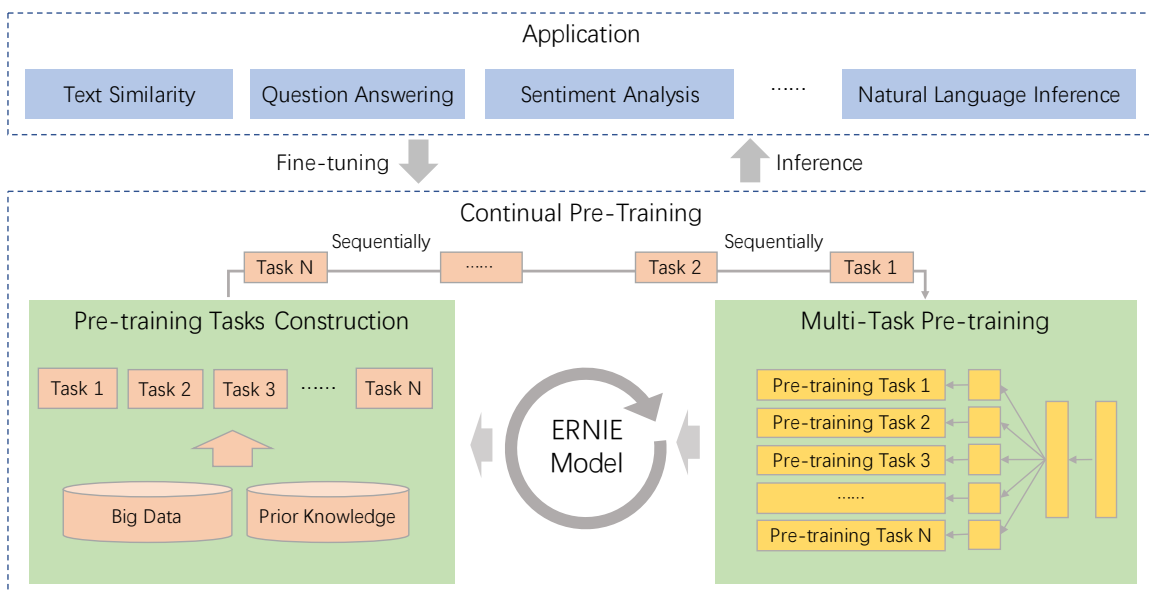 Application
Text Similarity
Question Answering
Sentiment Analysis
......
Natural Language Inference
Fine-tuning
Inference
Continual Pre-Training
Sequentially
Sequentially
Task N
......
Task 2
Task 1
Pre-training Tasks Construction
Task 1
Task 2
Task 3
......
Task N
Big Data
Prior Knowledge
ERNIE
Model
Multi-Task Pre-training
Pre-training Task 1
Pre-training Task 2
Pre-training Task 3
......
Pre-training Task N